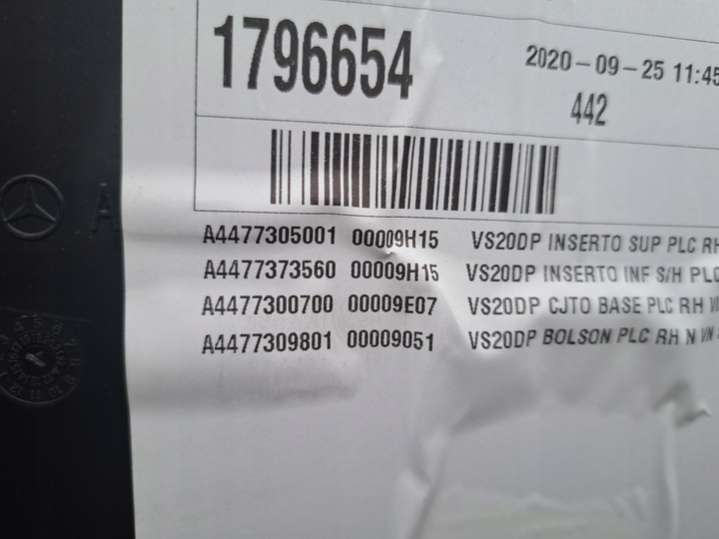 1796654
2020-09-25 11:45
442
A4477305001 00009H15 VS20DP INSERTO SUP PLC RH
A4477373560 00009H15 VS20DP INSERTO INF S/H PLC
A4477300700 00009E07 VS20DP CJTO BASE PLC RH
A4477309801 00009051 VS20DP BOLSON PLC RH N VN
A